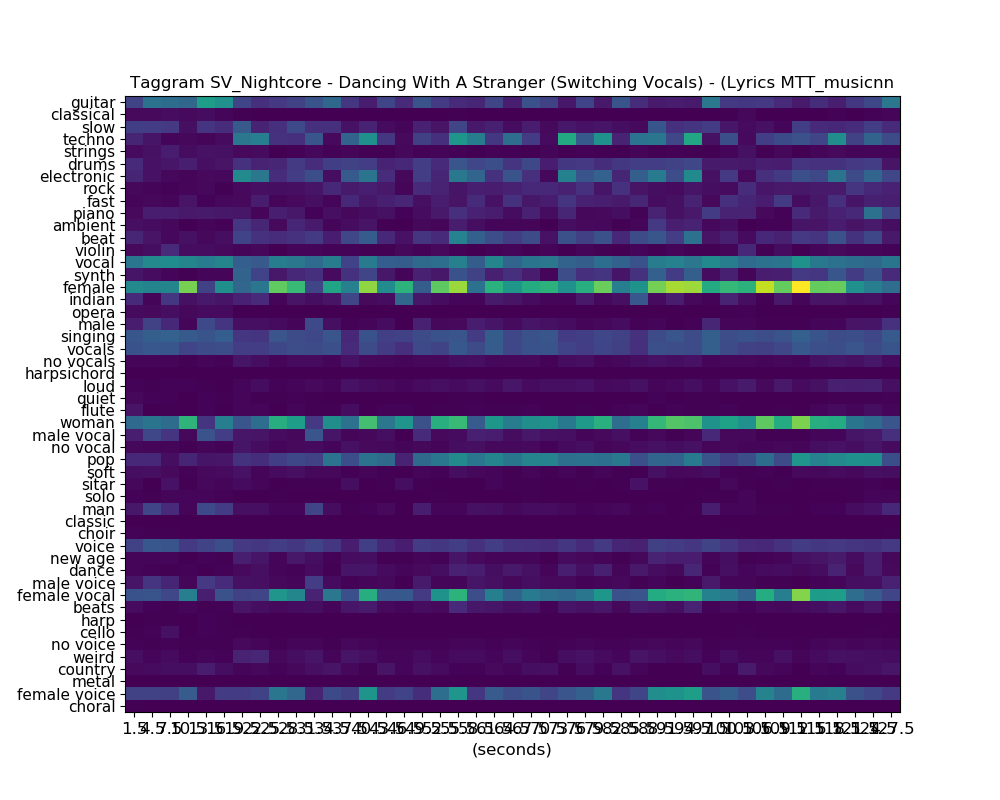 Taggram SV_Nightcore - Dancing With A Stranger (Switching Vocals) - (Lyrics MTT_musicnn
guitar
classical
slow
techno
strings
drums
electronic
rock
fast
piano
ambient
beat
violin
vocal
synth
female
indian
opera
male
singing
vocals
no vocals
harpsichord
loud
quiet
flute
woman
male vocal
no vocal
pop
soft
sitar
solo
man
classic
choir
voice
new age
dance
male voice
female vocal
beats
harp
cello
no voice
weird
country
metal
female voice
choral
(seconds)